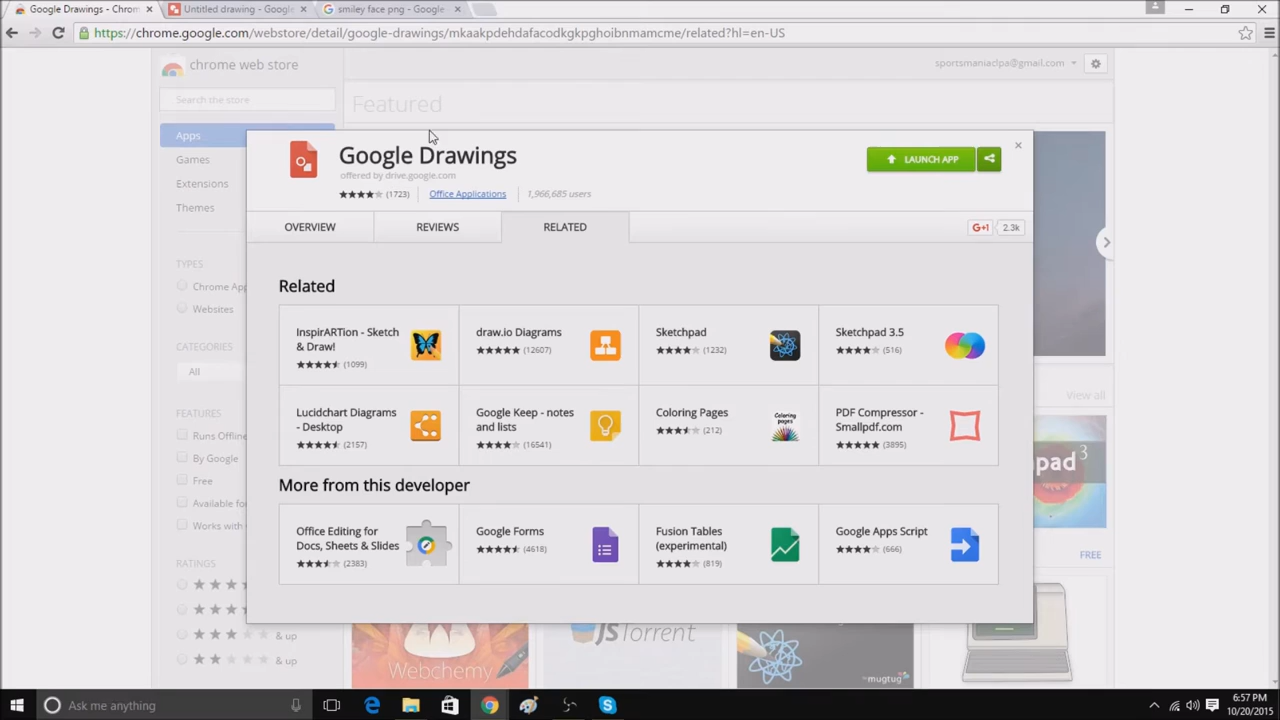 Google Drawings - Chrom
Untitled drawing - Google
smiley face png - Google
https://chrome.google.com/webstore/detail/google-drawings/mkaakpdehdafacodkgkpghoibnmamcme/related?hl=en-US
chrome web store
sportsmaniaclpa@gmail.com
Search the store
Featured
Apps
Games
Extensions
Themes
TYPES
Chrome App
Websites
CATEGORIES
All
FEATURES
Runs Offline
By Google
Free
Available fo
Works with
RATINGS
& up
& up
Google Drawings
offered by drive.google.com
(1723)
Office Applications
1,966,685 users
LAUNCH APP
OVERVIEW
REVIEWS
RELATED
G+1
2.3k
Related
InspirARTion - Sketch
& Draw!
(1099)
draw.io Diagrams
(12607)
Sketchpad
(1232)
Sketchpad 3.5
(516)
Lucidchart Diagrams
- Desktop
(2157)
Google Keep - notes
and lists
(16541)
Coloring Pages
(212)
Coloring
pages
PDF Compressor -
Smallpdf.com
(3895)
More from this developer
Office Editing for
Docs, Sheets & Slides
(2383)
Google Forms
(4618)
Fusion Tables
(experimental)
(819)
Google Apps Script
(666)
View all
pad
3
FREE
Webchemy
JSTorrent
mugtug
Ask me anything
6:57 PM
10/20/2015